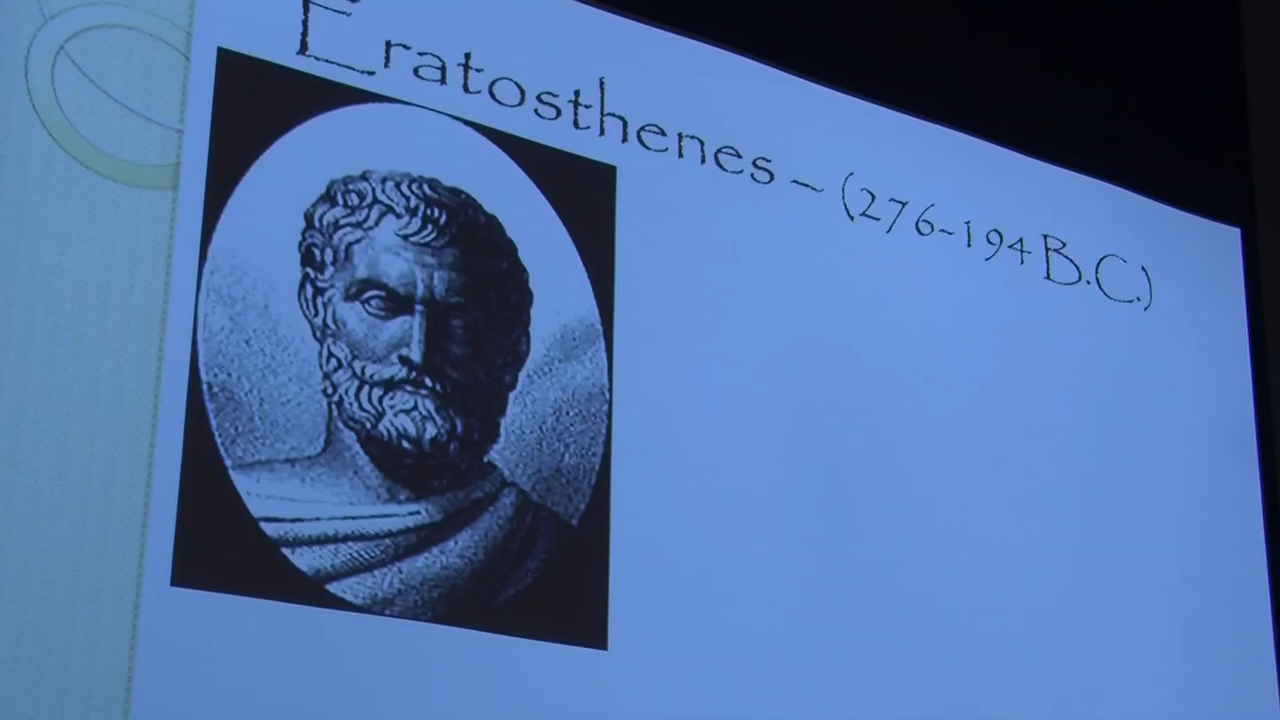 Eratosthenes – (276-194 B.C.)